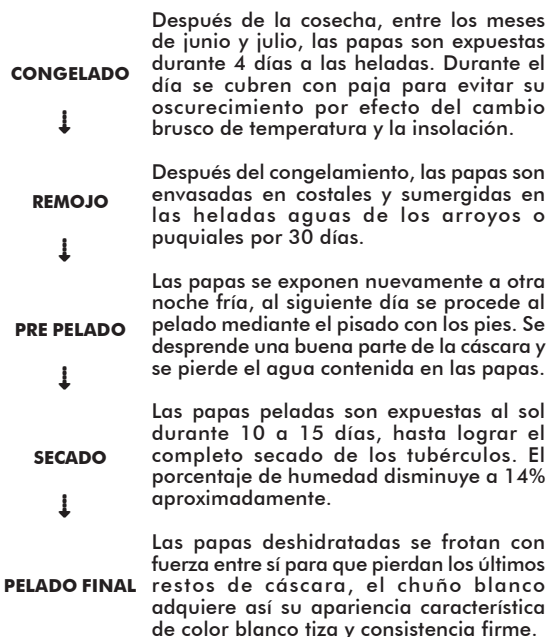 Después de la cosecha, entre los meses
de junio y julio, las papas son expuestas
durante 4 días a las heladas. Durante el
CONGELADO
día se cubren con paja para evitar su
oscurecimiento por efecto del cambio
brusco de temperatura y la insolación.
Después del congelamiento, las papas son
envasadas en costales y sumergidas en
REMOJO
las heladas aguas de los arroyos o
puquiales por 30 días.
Las papas se exponen nuevamente a otra
noche fría, al siguiente día se procede al
PRE PELADO
pelado mediante el pisado con los pies. Se
desprende una buena parte de la cáscara y
se pierde el agua contenida en las papas.
Las papas peladas son expuestas al sol
durante 10 a 15 días, hasta lograr el
SECADO
completo secado de los tubérculos. El
porcentaje de humedad disminuye a 14%
aproximadamente.
Las papas deshidratadas se frotan con
fuerza entre sí para que pierdan los últimos
PELADO FINAL
restos de cáscara, el chuño blanco
adquiere así su apariencia característica
de color blanco tiza y consistencia firme.